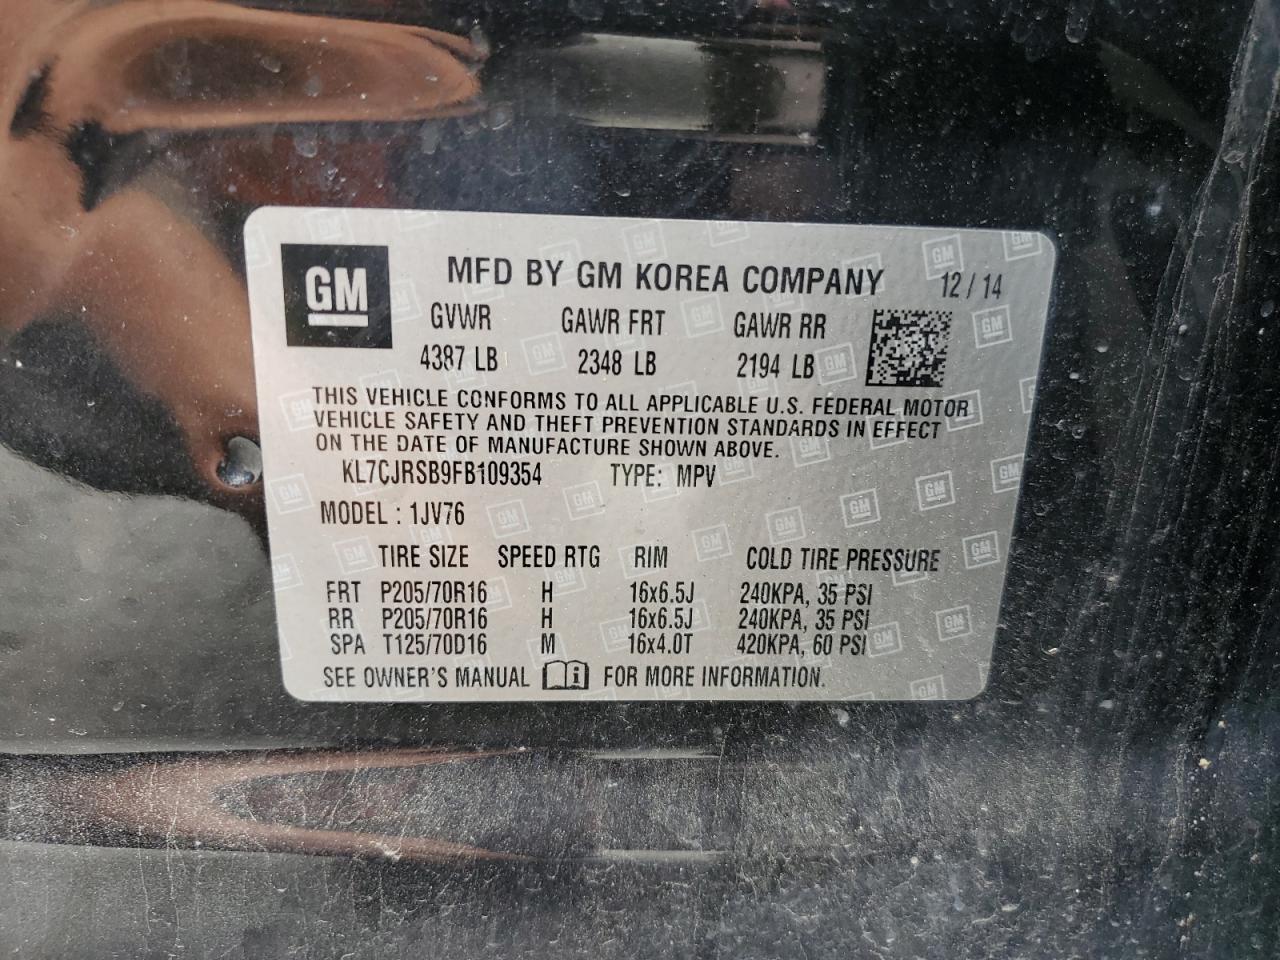 GM
MFD BY GM KOREA COMPANY 12/14
GVWR GAWR FRT GAWR RR
4387 LB 2348 LB 2194 LB
THIS VEHICLE CONFORMS TO ALL APPLICABLE U.S. FEDERAL MOTOR
VEHICLE SAFETY AND THEFT PREVENTION STANDARDS IN EFFECT
ON THE DATE OF MANUFACTURE SHOWN ABOVE.
KL7CJRSB9FB109354 TYPE: MPV
MODEL : 1JV76
TIRE SIZE SPEED RTG RIM COLD TIRE PRESSURE
FRT P205/70R16 H 16x6.5J 240KPA, 35 PSI
RR P205/70R16 H 16x6.5J 240KPA, 35 PSI
SPA T125/70D16 M 16x4.0T 420KPA, 60 PSI
SEE OWNER'S MANUAL FOR MORE INFORMATION.